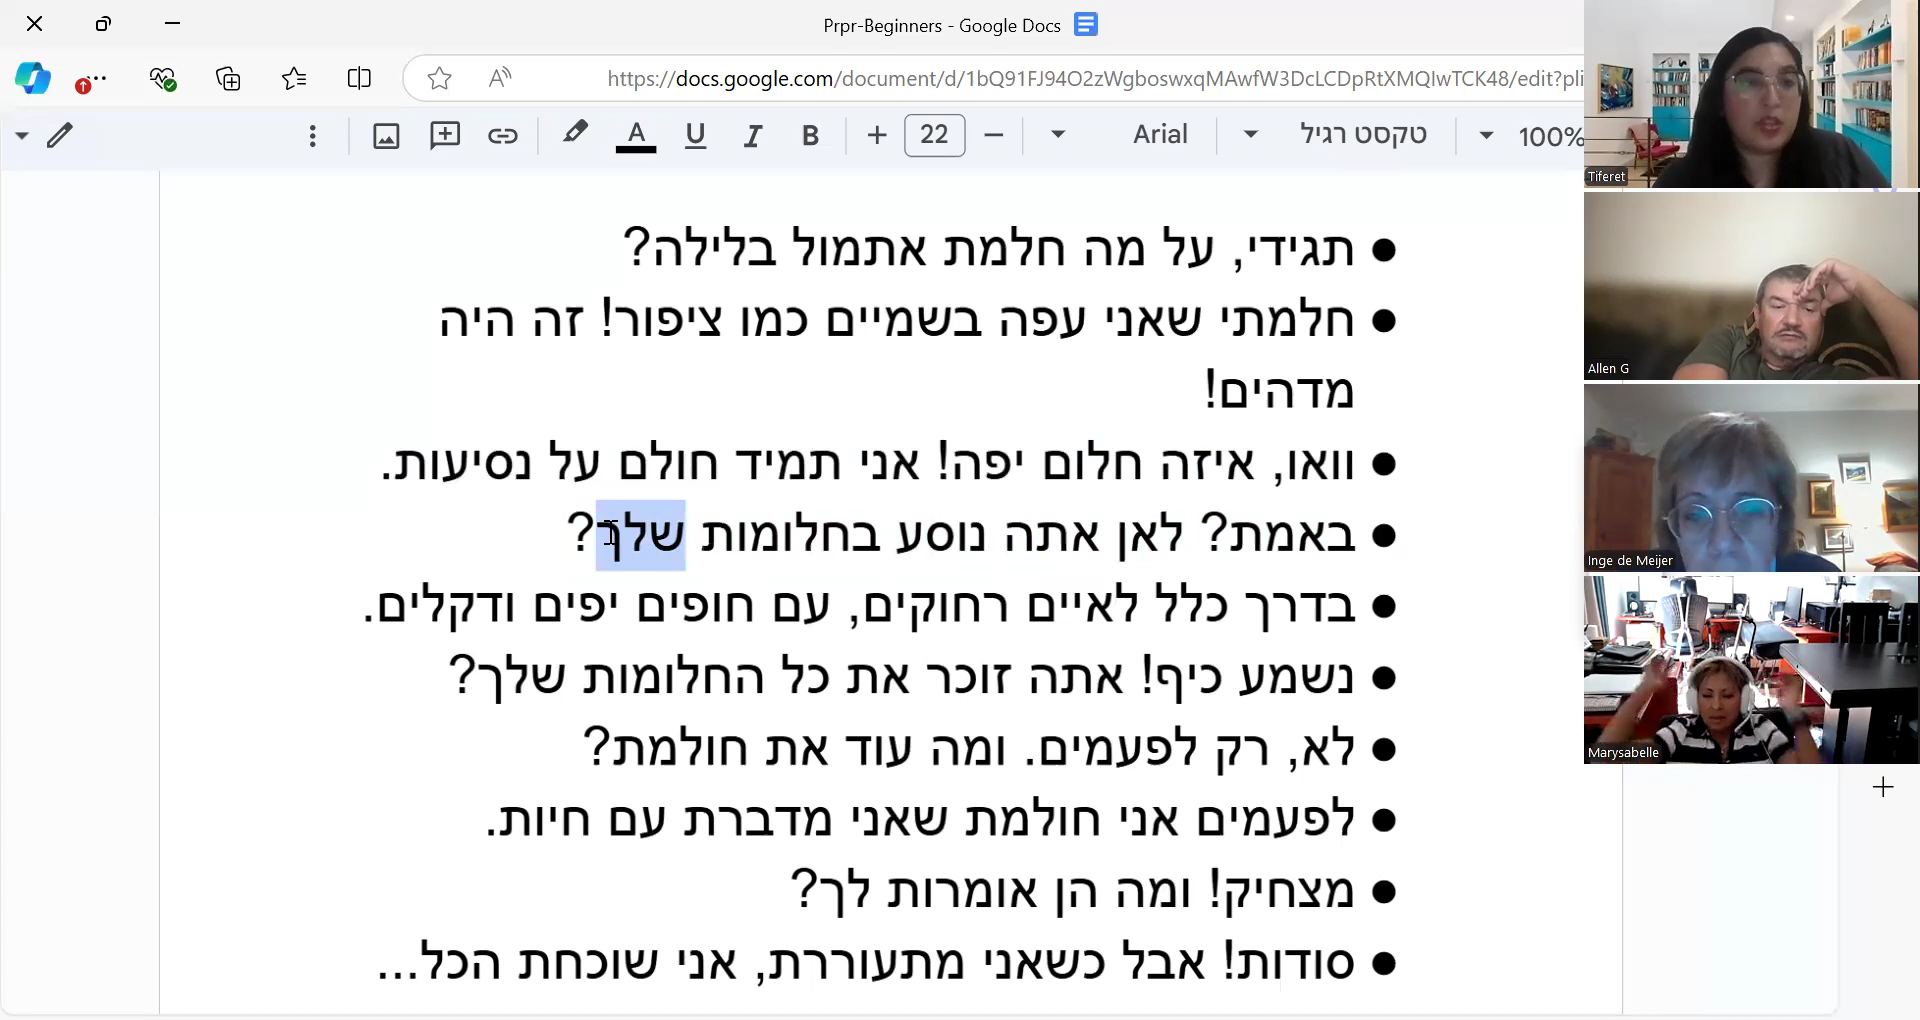 Prpr-Beginners - Google Docs
https://docs.google.com/document/d/1bQ91FJ94O2zWgboswxqMAwfW3DcLCDpRtXMQIwTCK48/edit?pli
A U I B + 22 − Arial טקסט רגיל 100%
● תגידי, על מה חלמת אתמול בלילה?
● חלמתי שאני עפה בשמיים כמו ציפור! זה היה
מדהים!
● וואו, איזה חלום יפה! אני תמיד חולם על נסיעות.
● באמת? לאן אתה נוסע בחלומות שלך?
● בדרך כלל לאיים רחוקים, עם חופים יפים ודקלים.
● נשמע כיף! אתה זוכר את כל החלומות שלך?
● לא, רק לפעמים. ומה עוד את חולמת?
● לפעמים אני חולמת שאני מדברת עם חיות.
● מצחיק! ומה הן אומרות לך?
● סודות! אבל כשאני מתעוררת, אני שוכחת הכל...
Tiferet
Allen G
Inge de Meijer
Marysabelle